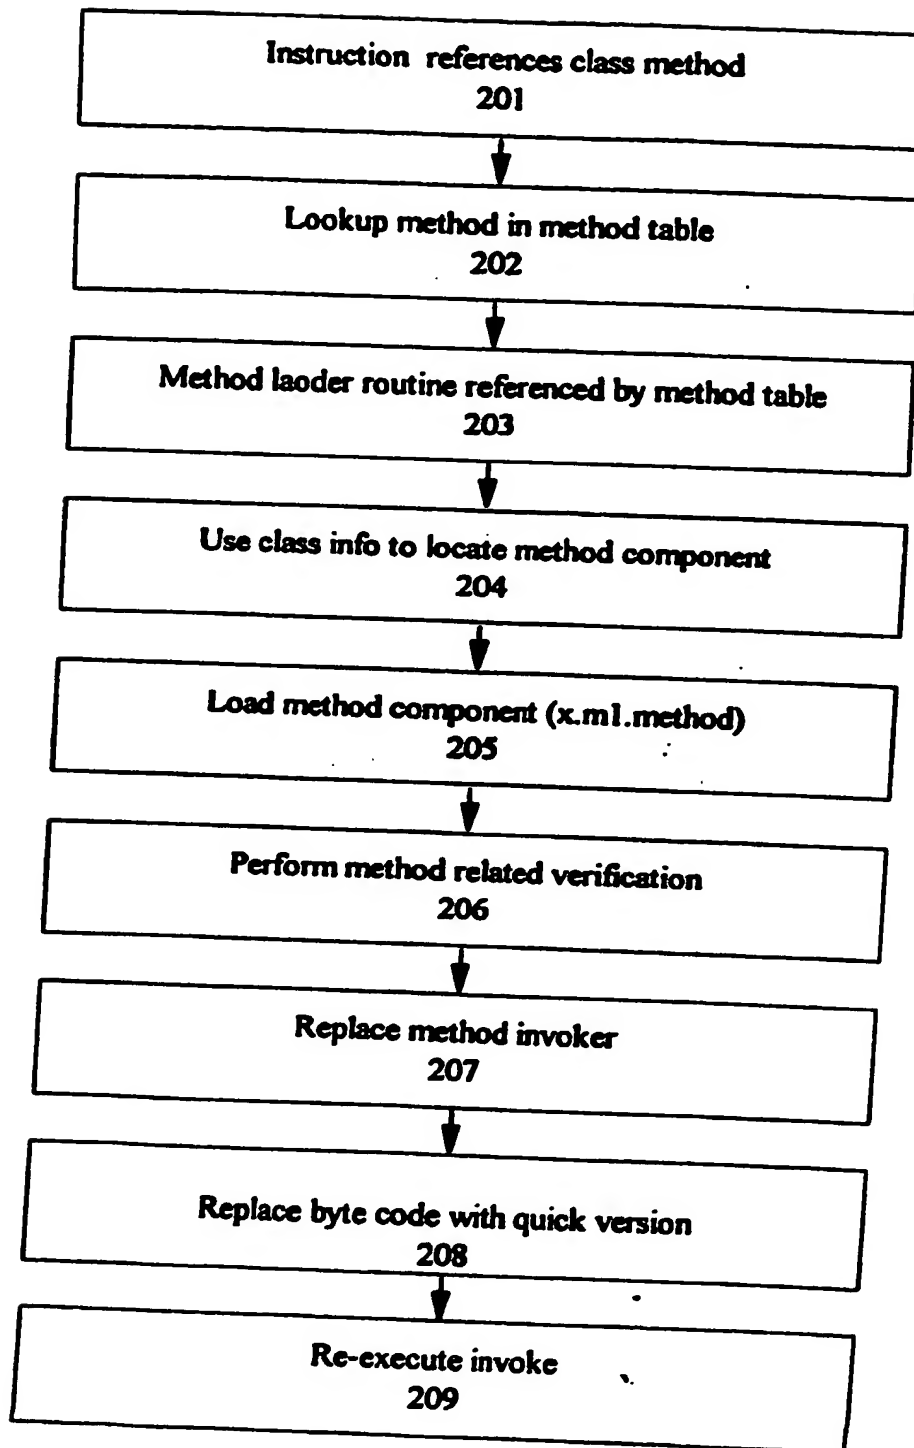 Instruction references class method
201
Lookup method in method table
202
Method laoder routine referenced by method table
203
Use class info to locate method component
204
Load method component (x.m1.method)
205
Perform method related verification
206
Replace method invoker
207
Replace byte code with quick version
208
Re-execute invoke
209